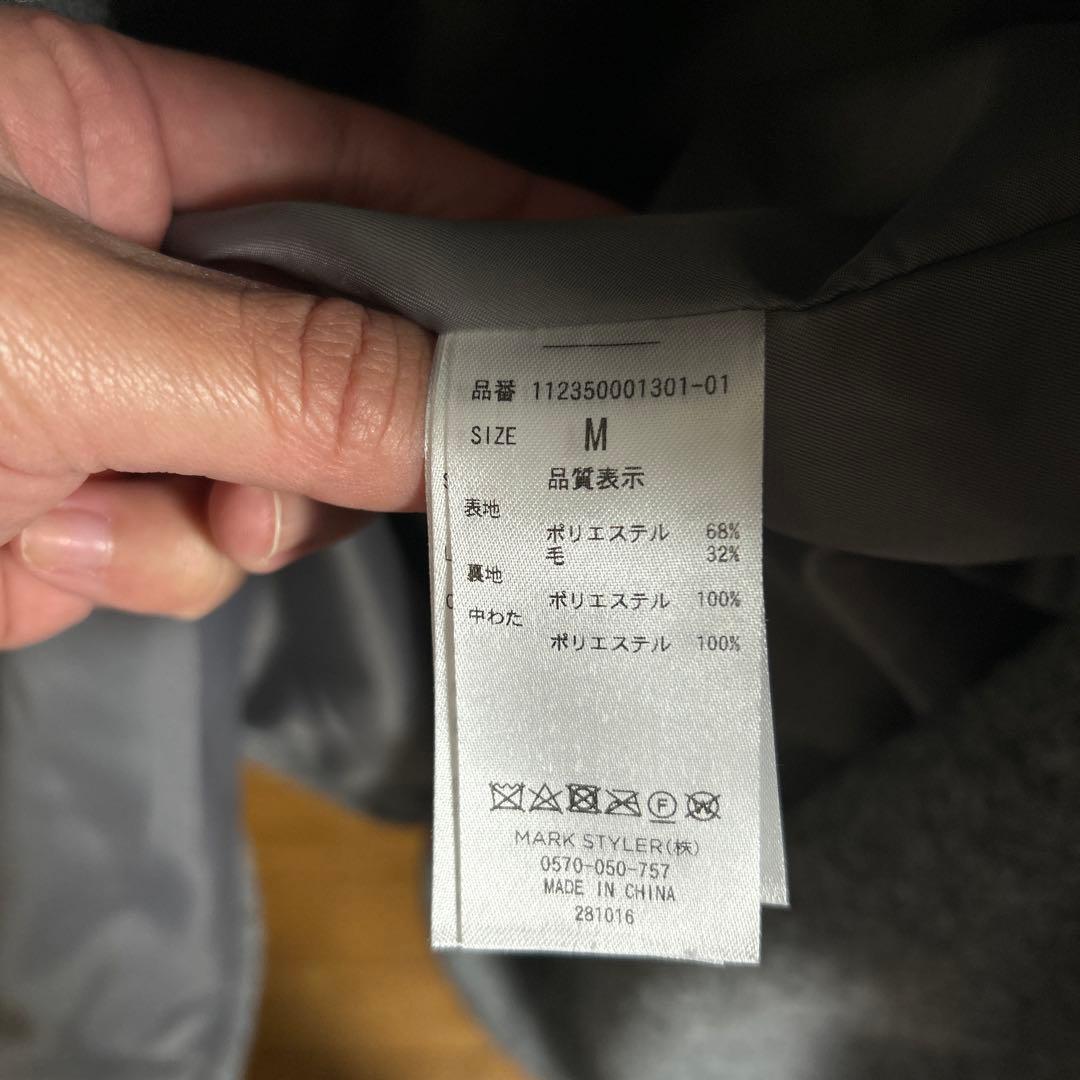 品番 112350001301-01
SIZE M
品質表示
表地
ポリエステル 68%
毛 32%
裏地
ポリエステル 100%
中わた
ポリエステル 100%
F
W
MARK STYLER(株)
0570-050-757
MADE IN CHINA
281016